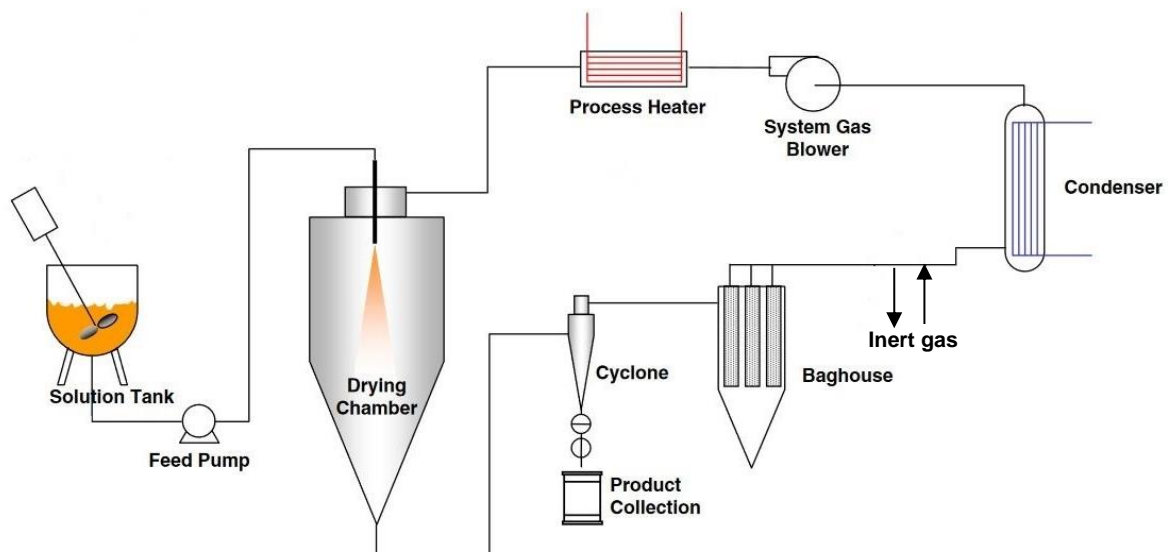 Process Heater
System Gas
Blower
Condenser
Solution Tank
Feed Pump
Drying
Chamber
Cyclone
Product
Collection
Baghouse
Inert gas